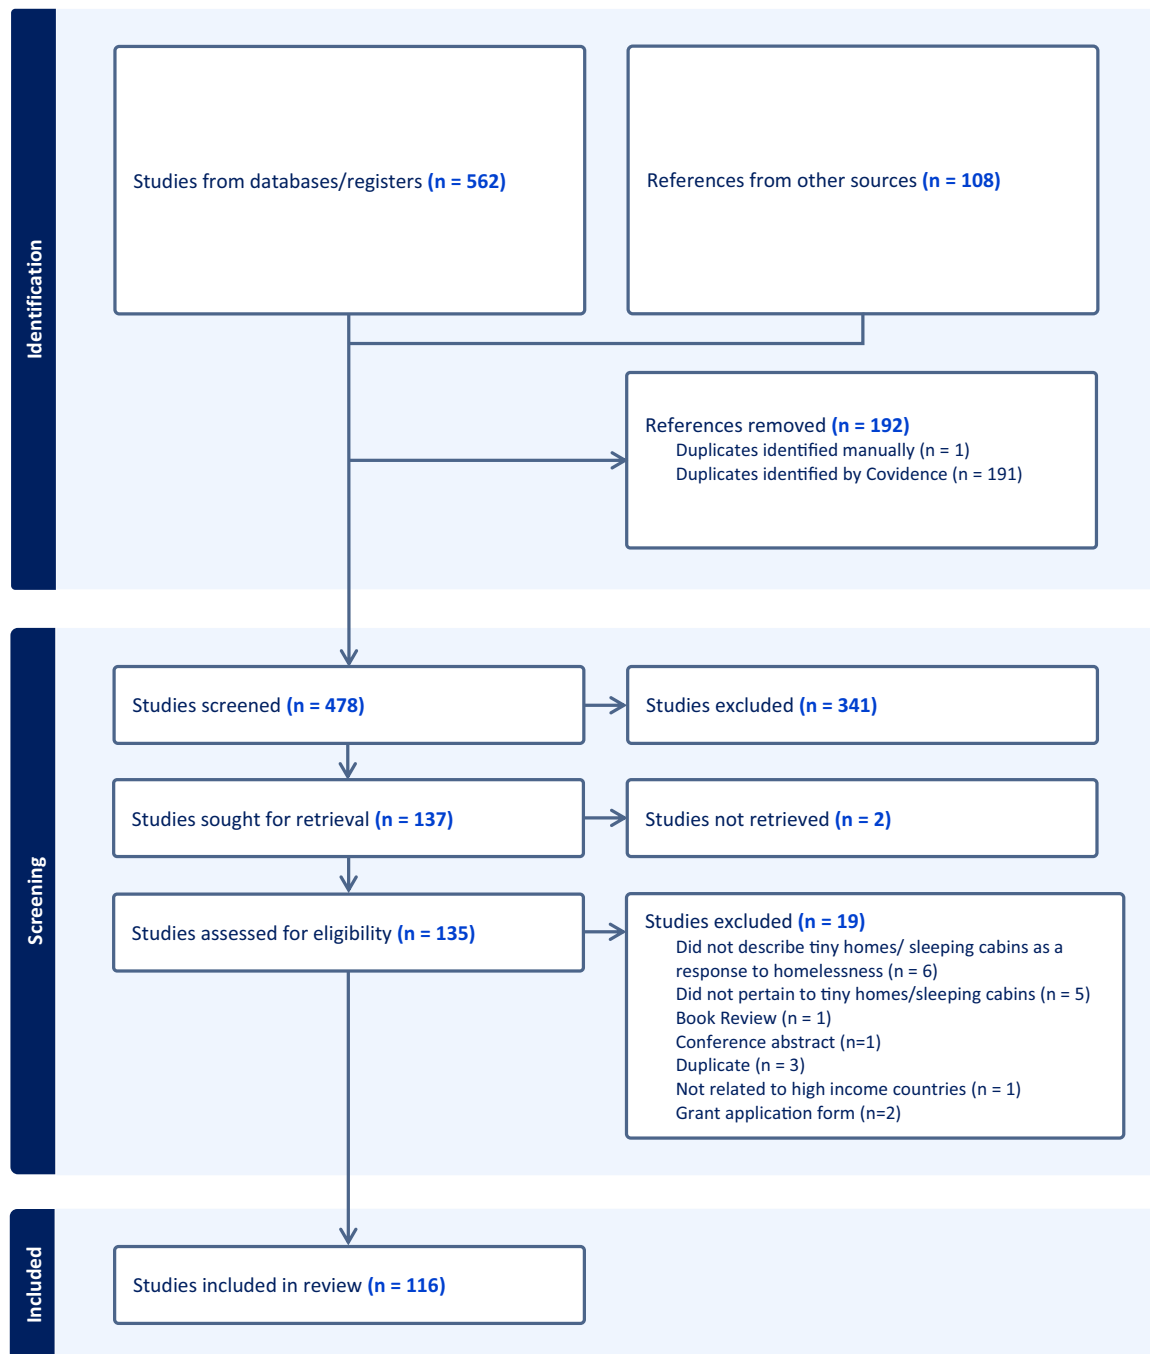 Identification
Studies from databases/registers (n = 562)
References from other sources (n = 108)
References removed (n = 192)
Duplicates identified manually (n = 1)
Duplicates identified by Covidence (n = 191)
Screening
Studies screened (n = 478)
Studies excluded (n = 341)
Studies sought for retrieval (n = 137)
Studies not retrieved (n = 2)
Studies assessed for eligibility (n = 135)
Studies excluded (n = 19)
Did not describe tiny homes/ sleeping cabins as a
response to homelessness (n = 6)
Did not pertain to tiny homes/sleeping cabins (n = 5)
Book Review (n = 1)
Conference abstract (n=1)
Duplicate (n = 3)
Not related to high income countries (n = 1)
Grant application form (n=2)
Included
Studies included in review (n = 116)